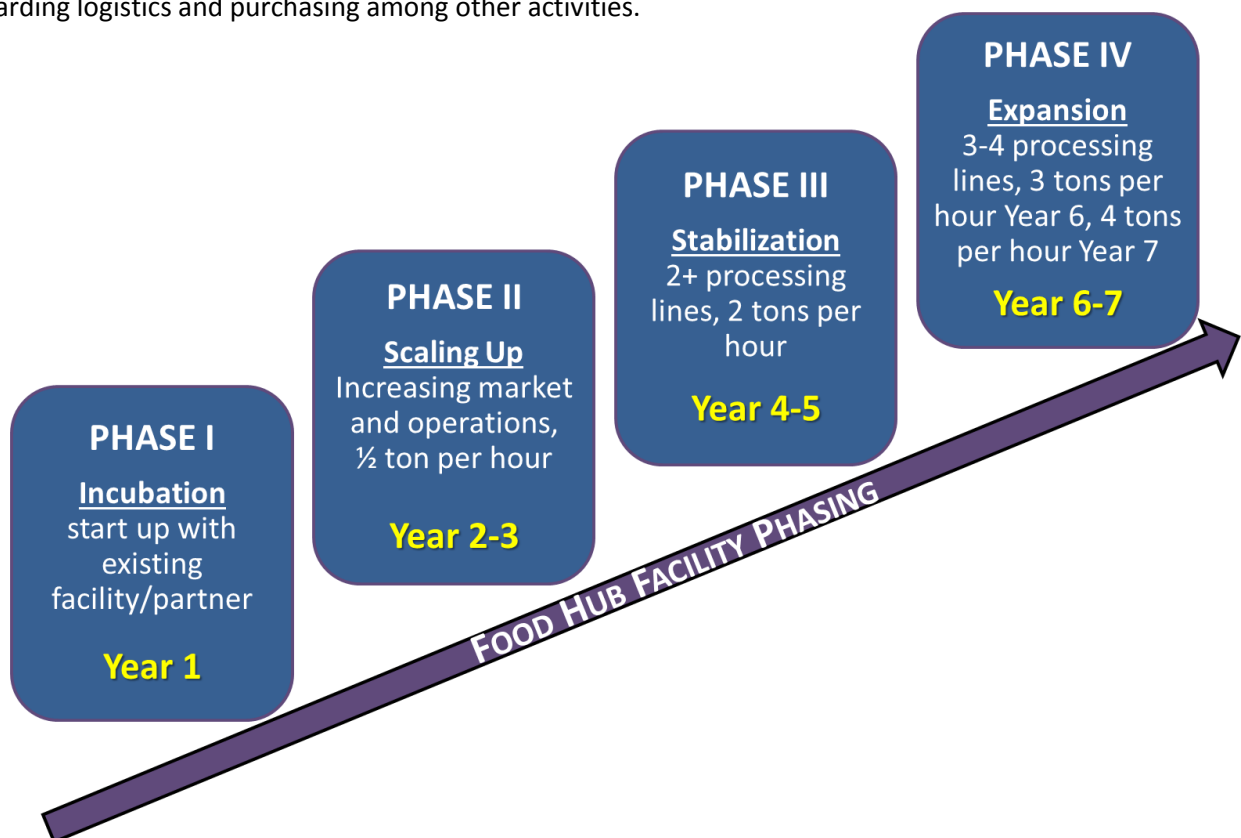 arding logistics and purchasing among other activities.
PHASE I
Incubation
start up with
existing
facility/partner
Year 1
PHASE II
Scaling Up
Increasing market
and operations,
½ ton per hour
Year 2-3
PHASE III
Stabilization
2+ processing
lines, 2 tons per
hour
Year 4-5
PHASE IV
Expansion
3-4 processing
lines, 3 tons per
hour Year 6, 4 tons
per hour Year 7
Year 6-7
FOOD HUB FACILITY PHASING